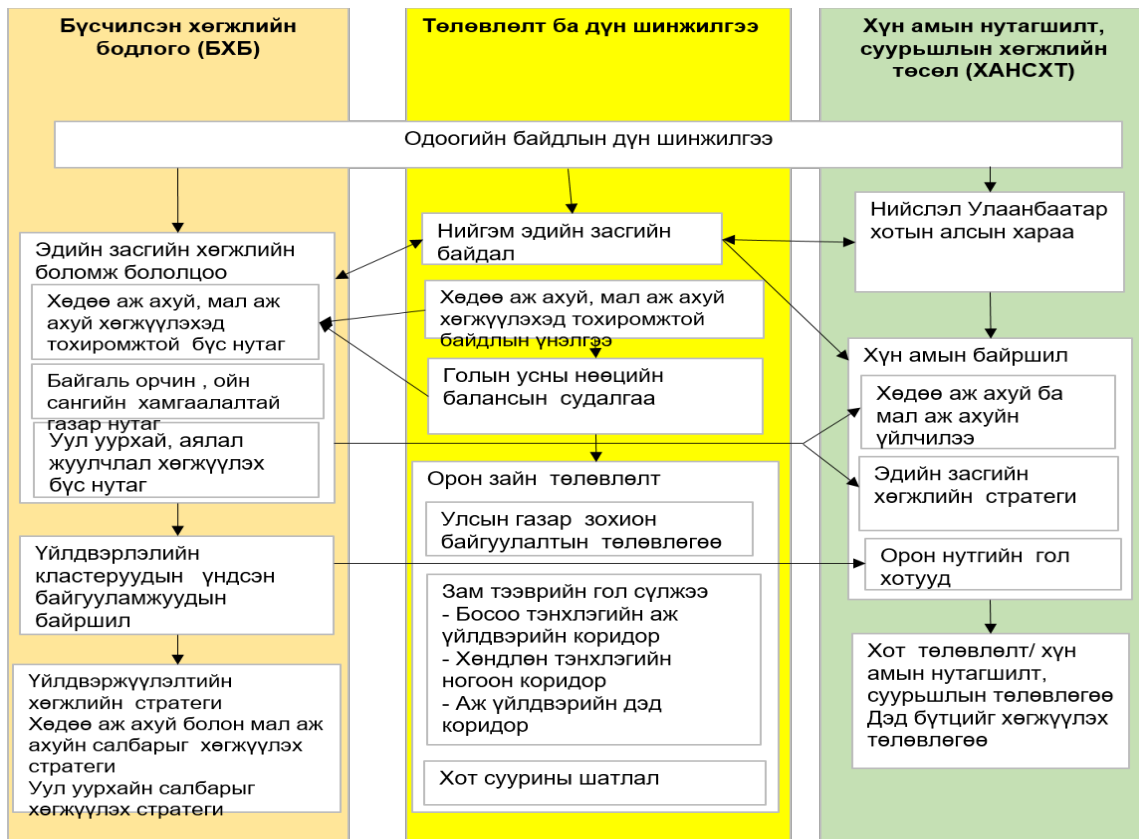 Бүсчилсэн хөгжлийн
бодлого (БХБ)
Төлөвлөлт ба дүн шинжилгээ
Хүн амын нутагшилт,
суурьшлын хөгжлийн
төсөл (ХАНСХТ)
Одоогийн байдлын дүн шинжилгээ
Эдийн засгийн хөгжлийн
боломж бололцоо
Хөдөө аж ахуй, мал аж
ахуй хөгжүүлэхэд
тохиромжтой бүс нутаг
Байгаль орчин , ойн
сангийн хамгаалалтай
газар нутаг
Уул уурхай, аялал
жуулчлал хөгжүүлэх
бүс нутаг
Үйлдвэрлэлийн
кластеруудын үндсэн
байгууламжуудын
байршил
Үйлдвэржүүлэлтийн
хөгжлийн стратеги
Хөдөө аж ахуй болон мал аж
ахуйн салбарыг хөгжүүлэх
стратеги
Уул уурхайн салбарыг
хөгжүүлэх стратеги
Нийгэм эдийн засгийн
байдал
Хөдөө аж ахуй, мал аж ахуй
хөгжүүлэхэд тохиромжтой
байдлын үнэлгээ
Голын усны нөөцийн
балансын судалгаа
Орон зайн төлөвлөлт
Улсын газар зохион
байгуулалтын төлөвлөгөө
Зам тээврийн гол сүлжээ
- Босоо тэнхлэгийн аж
үйлдвэрийн коридор
- Хөндлөн тэнхлэгийн
ногоон коридор
- Аж үйлдвэрийн дэд
коридор
Хот суурины шатлал
Нийслэл Улаанбаатар
хотын алсын хараа
Хүн амын байршил
Хөдөө аж ахуй ба
мал аж ахуйн
үйлчилээ
Эдийн засгийн
хөгжлийн стратеги
Орон нутгийн гол
хотууд
Хот төлөвлөлт/ хүн
амын нутагшилт,
суурьшлын төлөвлөгөө
Дэд бүтцийг хөгжүүлэх
төлөвлөгөө